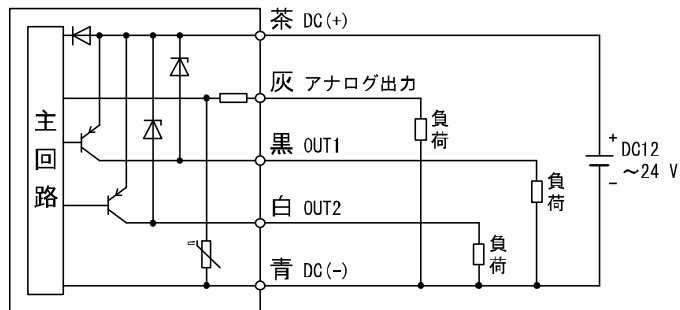 茶 DC(+)
灰 アナログ出力
主回路
負荷
黒 OUT1
+
DC12
～24 V
−
負荷
白 OUT2
負荷
青 DC(−)